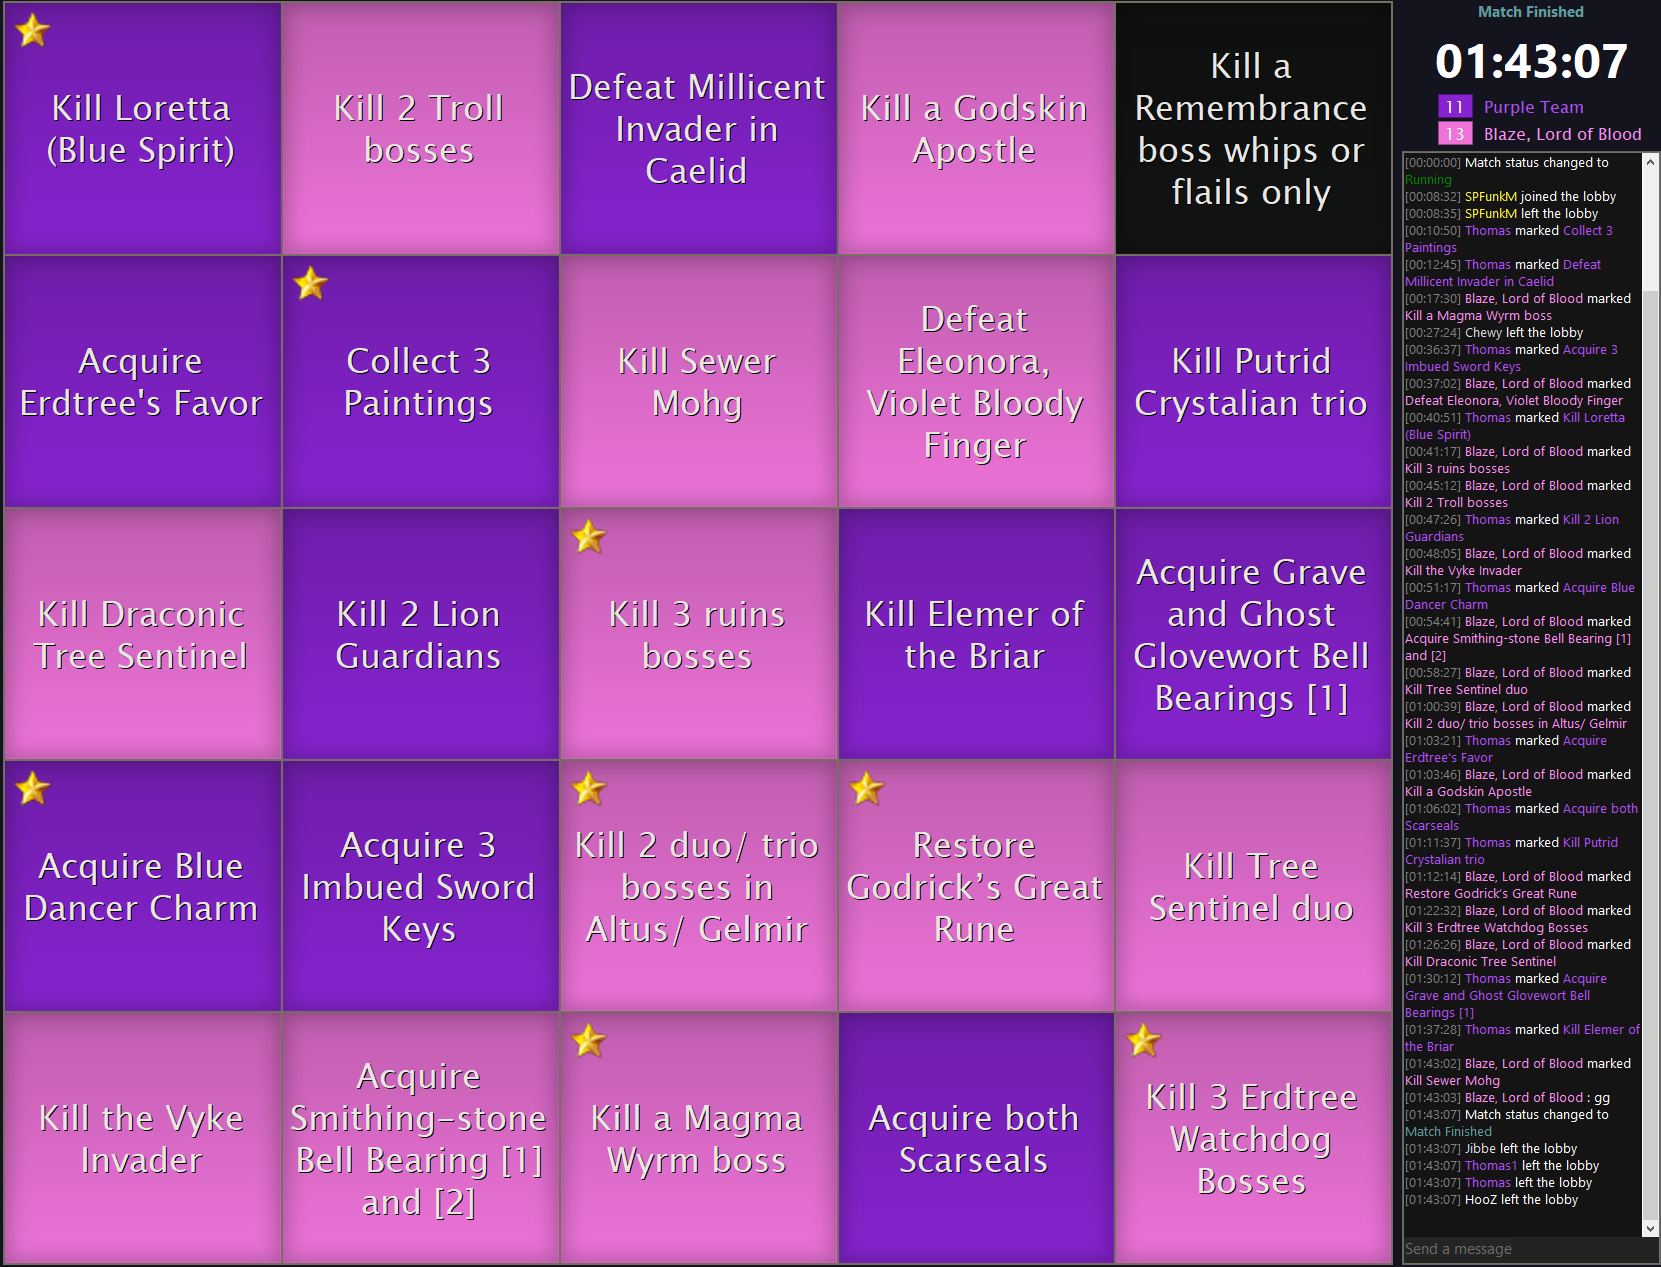 Kill Loretta
(Blue Spirit)
Kill 2 Troll
bosses
Defeat Millicent
Invader in
Caelid
Kill a Godskin
Apostle
Kill a
Remembrance
boss whips or
flails only
Acquire
Erdtree's Favor
Collect 3
Paintings
Kill Sewer
Mohg
Defeat
Eleonora,
Violet Bloody
Finger
Kill Putrid
Crystalian trio
Kill Draconic
Tree Sentinel
Kill 2 Lion
Guardians
Kill 3 ruins
bosses
Kill Elemer of
the Briar
Acquire Grave
and Ghost
Glovewort Bell
Bearings [1]
Acquire Blue
Dancer Charm
Acquire 3
Imbued Sword
Keys
Kill 2 duo/ trio
bosses in
Altus/ Gelmir
Restore
Godrick’s Great
Rune
Kill Tree
Sentinel duo
Kill the Vyke
Invader
Acquire
Smithing-stone
Bell Bearing [1]
and [2]
Kill a Magma
Wyrm boss
Acquire both
Scarseals
Kill 3 Erdtree
Watchdog
Bosses
Match Finished
01:43:07
11 Purple Team
13 Blaze, Lord of Blood
[00:00:00] Match status changed to
Running
[00:08:32] SPFunkM joined the lobby
[00:08:35] SPFunkM left the lobby
[00:10:50] Thomas marked Collect 3
Paintings
[00:12:45] Thomas marked Defeat
Millicent Invader in Caelid
[00:17:30] Blaze, Lord of Blood marked
Kill a Magma Wyrm boss
[00:27:24] Chewy left the lobby
[00:36:37] Thomas marked Acquire 3
Imbued Sword Keys
[00:37:02] Blaze, Lord of Blood marked
Defeat Eleonora, Violet Bloody Finger
[00:40:51] Thomas marked Kill Loretta
(Blue Spirit)
[00:41:17] Blaze, Lord of Blood marked
Kill 3 ruins bosses
[00:45:12] Blaze, Lord of Blood marked
Kill 2 Troll bosses
[00:47:26] Thomas marked Kill 2 Lion
Guardians
[00:48:05] Blaze, Lord of Blood marked
Kill the Vyke Invader
[00:51:17] Thomas marked Acquire Blue
Dancer Charm
[00:54:41] Blaze, Lord of Blood marked
Acquire Smithing-stone Bell Bearing [1]
and [2]
[00:58:27] Blaze, Lord of Blood marked
Kill Tree Sentinel duo
[01:00:39] Blaze, Lord of Blood marked
Kill 2 duo/ trio bosses in Altus/ Gelmir
[01:03:21] Thomas marked Acquire
Erdtree's Favor
[01:03:46] Blaze, Lord of Blood marked
Kill a Godskin Apostle
[01:06:02] Thomas marked Acquire both
Scarseals
[01:11:37] Thomas marked Kill Putrid
Crystalian trio
[01:12:14] Blaze, Lord of Blood marked
Restore Godrick's Great Rune
[01:22:32] Blaze, Lord of Blood marked
Kill 3 Erdtree Watchdog Bosses
[01:26:26] Blaze, Lord of Blood marked
Kill Draconic Tree Sentinel
[01:30:12] Thomas marked Acquire
Grave and Ghost Glovewort Bell
Bearings [1]
[01:37:28] Thomas marked Kill Elemer of
the Briar
[01:43:02] Blaze, Lord of Blood marked
Kill Sewer Mohg
[01:43:03] Blaze, Lord of Blood : gg
[01:43:07] Match status changed to
Match Finished
[01:43:07] Jibbe left the lobby
[01:43:07] Thomas1 left the lobby
[01:43:07] Thomas left the lobby
[01:43:07] HooZ left the lobby
Send a message